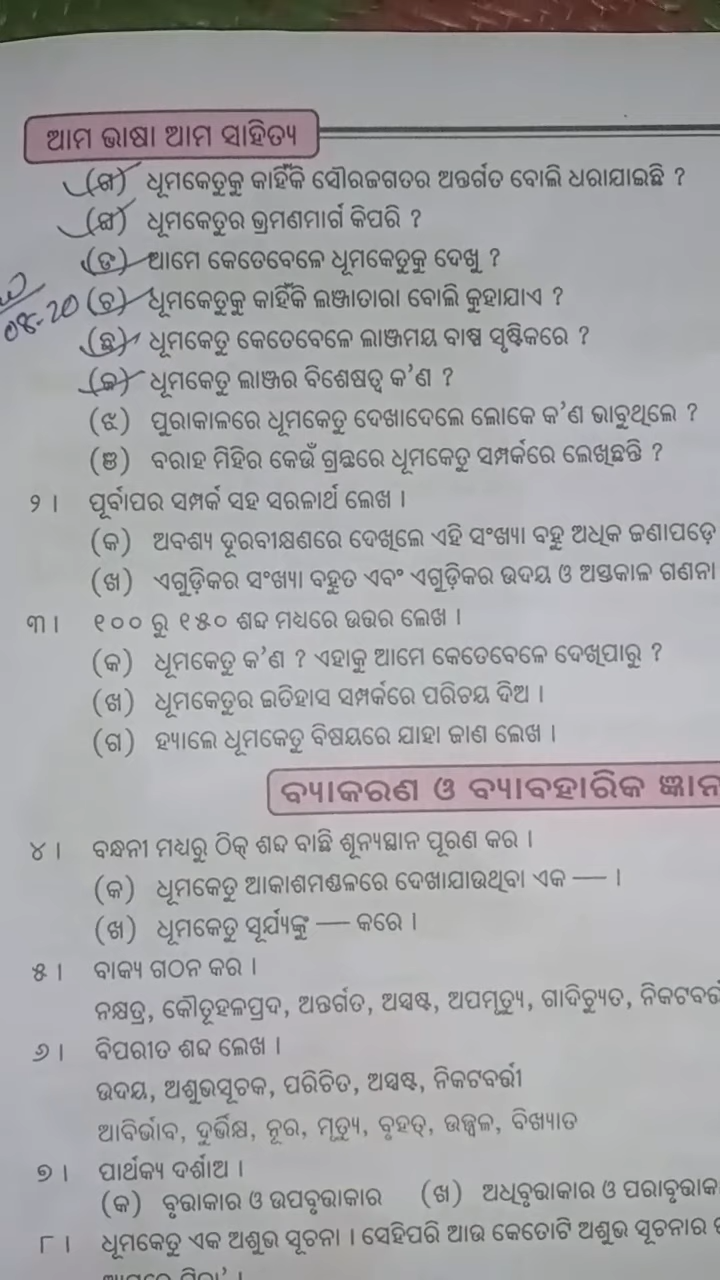 ଆମ ଭାଷା ଆମ ସାହିତ୍ୟ
(ଗ) ଧୂମକେତୁକୁ କାହିଁକି ସୌରଜଗତର ଅନ୍ତର୍ଗତ ବୋଲି ଧରାଯାଇଛି ?
(ଘ) ଧୂମକେତୁର ଭ୍ରମଣମାର୍ଗ କିପରି ?
(ଙ) ଆମେ କେତେବେଳେ ଧୂମକେତୁକୁ ଦେଖୁ ?
08-20 (ଚ) ଧୂମକେତୁକୁ କାହିଁକି ଲଞ୍ଜାତାରା ବୋଲି କୁହାଯାଏ ?
(ଛ) ଧୂମକେତୁ କେତେବେଳେ ଲାଞ୍ଜମୟ ବାଷ୍ପ ସୃଷ୍ଟିକରେ ?
(ଜ) ଧୂମକେତୁ ଲାଞ୍ଜର ବିଶେଷତ୍ୱ କ'ଣ ?
(ଝ) ପୁରାକାଳରେ ଧୂମକେତୁ ଦେଖାଦେଲେ ଲୋକେ କ'ଣ ଭାବୁଥିଲେ ?
(ଞ) ବରାହ ମିହିର କେଉଁ ଗ୍ରନ୍ଥରେ ଧୂମକେତୁ ସମ୍ପର୍କରେ ଲେଖିଛନ୍ତି ?
୨। ପୂର୍ବାପର ସମ୍ପର୍କ ସହ ସରଳାର୍ଥ ଲେଖ ।
(କ) ଅବଶ୍ୟ ଦୂରବୀକ୍ଷଣରେ ଦେଖିଲେ ଏହି ସଂଖ୍ୟା ବହୁ ଅଧିକ ଜଣାପଡ଼େ
(ଖ) ଏଗୁଡ଼ିକର ସଂଖ୍ୟା ବହୁତ ଏବଂ ଏଗୁଡ଼ିକର ଉଦୟ ଓ ଅସ୍ତକାଳ ଗଣନା
୩। ୧୦୦ ରୁ ୧୫୦ ଶବ୍ଦ ମଧ୍ୟରେ ଉତ୍ତର ଲେଖ ।
(କ) ଧୂମକେତୁ କ'ଣ ? ଏହାକୁ ଆମେ କେତେବେଳେ ଦେଖିପାରୁ ?
(ଖ) ଧୂମକେତୁର ଇତିହାସ ସମ୍ପର୍କରେ ପରିଚୟ ଦିଅ ।
(ଗ) ହ୍ୟାଲେ ଧୂମକେତୁ ବିଷୟରେ ଯାହା ଜାଣ ଲେଖ ।
ବ୍ୟାକରଣ ଓ ବ୍ୟାବହାରିକ ଜ୍ଞାନ
୪। ବନ୍ଧନୀ ମଧ୍ୟରୁ ଠିକ୍ ଶବ୍ଦ ବାଛି ଶୂନ୍ୟସ୍ଥାନ ପୂରଣ କର ।
(କ) ଧୂମକେତୁ ଆକାଶମଣ୍ଡଳରେ ଦେଖାଯାଉଥିବା ଏକ — ।
(ଖ) ଧୂମକେତୁ ସୂର୍ଯ୍ୟଙ୍କୁ — କରେ ।
୫। ବାକ୍ୟ ଗଠନ କର ।
ନକ୍ଷତ୍ର, କୌତୂହଳପ୍ରଦ, ଅନ୍ତର୍ଗତ, ଅସ୍ପଷ୍ଟ, ଅପମୃତ୍ୟୁ, ଗାଦିଚ୍ୟୁତ,
୬। ବିପରୀତ ଶବ୍ଦ ଲେଖ ।
ଉଦୟ, ଅଶୁଭସୂଚକ, ପରିଚିତ, ଅସ୍ପଷ୍ଟ, ନିକଟବର୍ତ୍ତୀ
ଆବିର୍ଭାବ, ଦୁର୍ଭିକ୍ଷ, ନୂର, ମୃତ୍ୟୁ, ବୃହତ୍, ଉଜ୍ଜ୍ୱଳ, ବିଖ୍ୟାତ
୭। ପାର୍ଥକ୍ୟ ଦର୍ଶାଅ ।
(କ) ବୃତ୍ତାକାର ଓ ଉପବୃତ୍ତାକାର (ଖ) ଅଧିବୃତ୍ତାକାର ଓ
୮। ଧୂମକେତୁ ଏକ ଅଶୁଭ ସୂଚନା । ସେହିପରି ଆଉ କେତୋଟି ଅଶୁଭ ସୂଚନାର